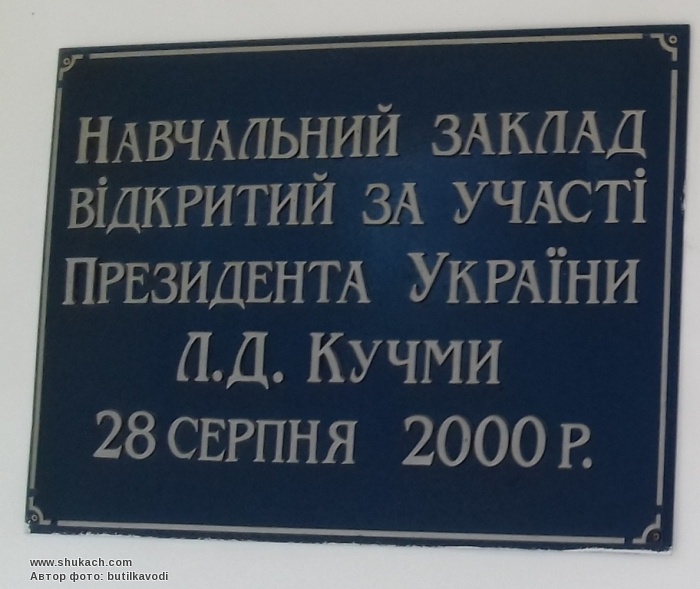 Навчальний заклад
відкритий за участі
Президента України
Л.Д. Кучми
28 серпня 2000 р.
www.shukach.com
Автор фото: butilkavodi